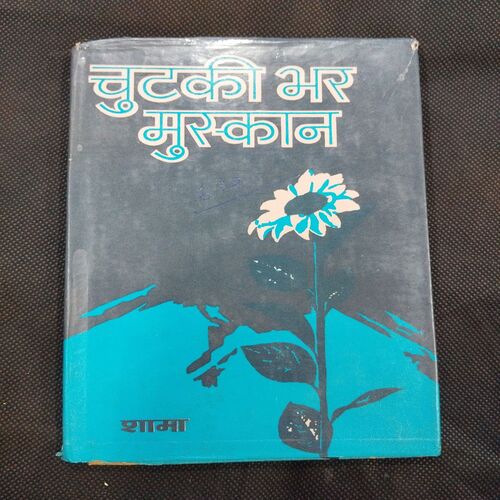 चुटकी भर
मुस्कान
शामा